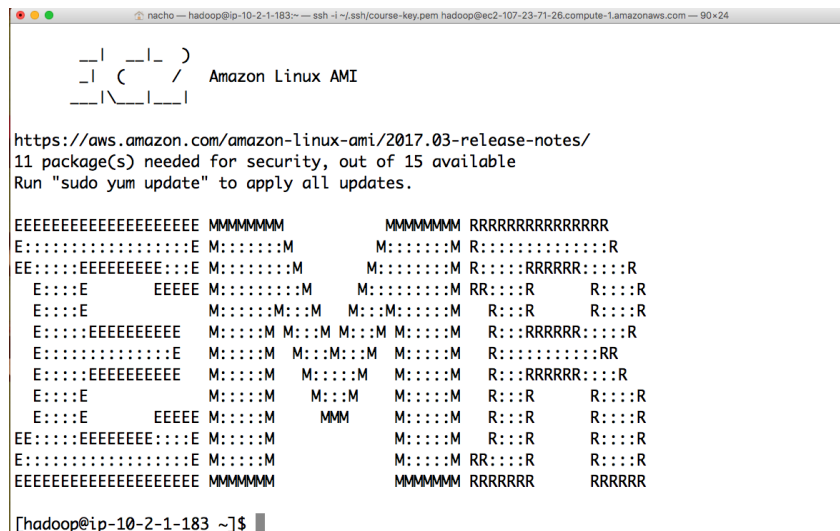 nacho — hadoop@ip-10-2-1-183:~ — ssh -i ~/.ssh/course-key.pem hadoop@ec2-107-23-71-26.compute-1.amazonaws.com — 90×24
       __|  __|_  )
       _|  (     /   Amazon Linux AMI
      ___|\___|___|
https://aws.amazon.com/amazon-linux-ami/2017.03-release-notes/
11 package(s) needed for security, out of 15 available
Run "sudo yum update" to apply all updates.
EEEEEEEEEEEEEEEEEEEE MMMMMMMM           MMMMMMMM RRRRRRRRRRRRRRR
E::::::::::::::::::E M:::::::M         M:::::::M R::::::::::::::R
EE:::::EEEEEEEEE:::E M::::::::M       M::::::::M R:::::RRRRRR:::::R
  E::::E       EEEEE M:::::::::M     M:::::::::M RR::::R      R::::R
  E::::E             M::::::M:::M   M:::M::::::M   R:::R      R::::R
  E:::::EEEEEEEEEE   M:::::M M:::M M:::M M:::::M   R:::RRRRRR:::::R
  E::::::::::::::E   M:::::M  M:::M:::M  M:::::M   R:::::::::::RR
  E:::::EEEEEEEEEE   M:::::M   M:::::M   M:::::M   R:::RRRRRR::::R
  E::::E             M:::::M    M:::M    M:::::M   R:::R      R::::R
  E::::E       EEEEE M:::::M     MMM     M:::::M   R:::R      R::::R
EE:::::EEEEEEEE::::E M:::::M             M:::::M   R:::R      R::::R
E::::::::::::::::::E M:::::M             M:::::M RR::::R      R::::R
EEEEEEEEEEEEEEEEEEEE MMMMMMM             MMMMMMM RRRRRRR      RRRRRR
[hadoop@ip-10-2-1-183 ~]$